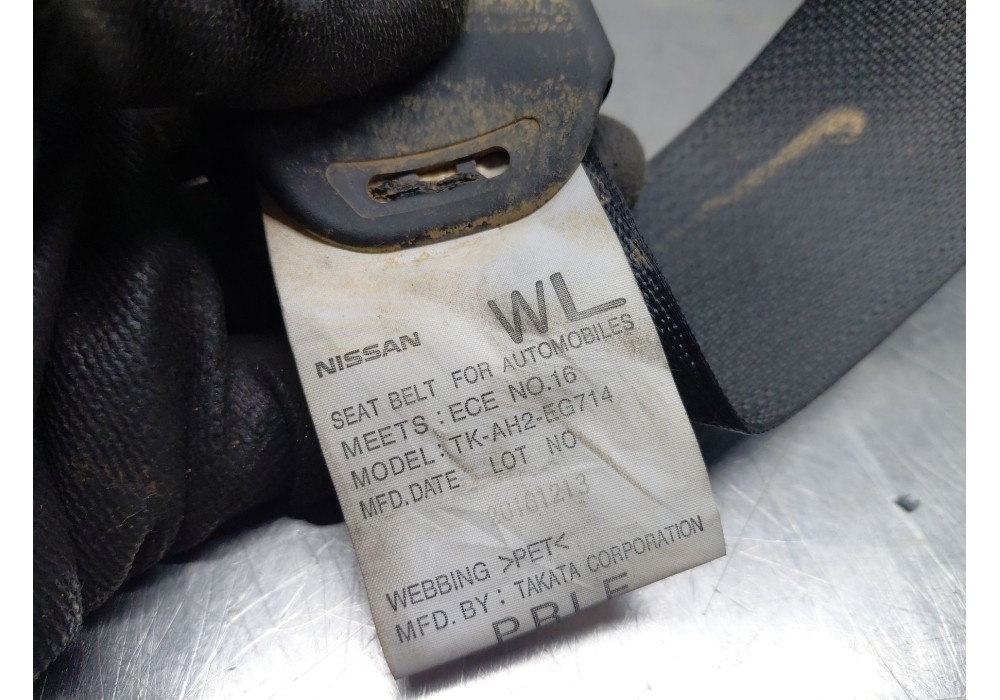 WL
NISSAN
SEAT BELT FOR AUTOMOBILES
MEETS : ECE NO.16
MODEL : TK-AH2-EG714
MFD.DATE LOT NO
20161213
WEBBING >PET<
MFD. BY : TAKATA CORPORATION